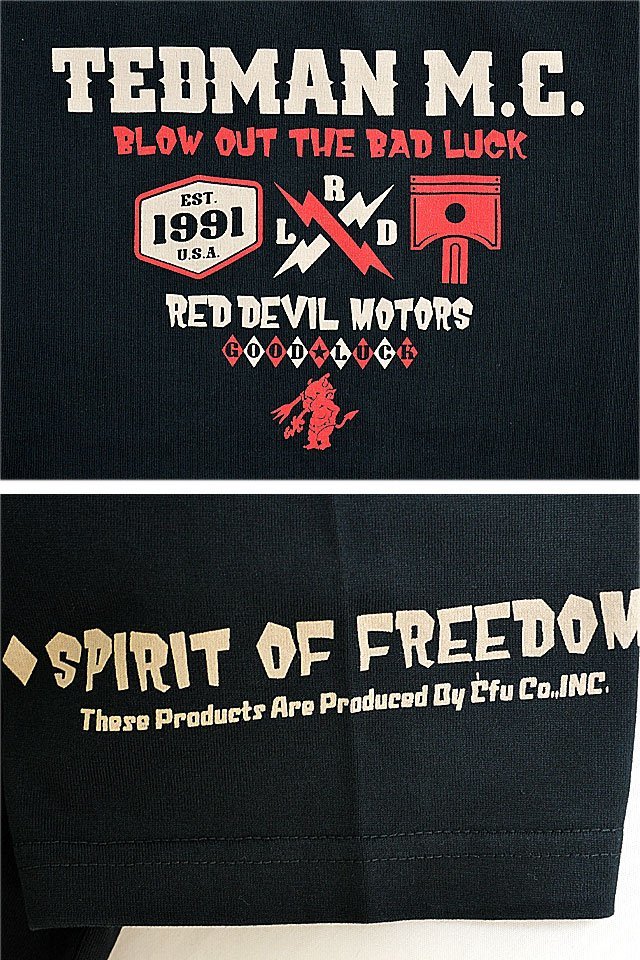 TEDMAN M.C.
BLOW OUT THE BAD LUCK
EST.
1991
U.S.A.
R
L D
RED DEVIL MOTORS
GOOD★LUCK
♦SPIRIT OF FREEDOM
These Products Are Produced By Efu Co.,INC.